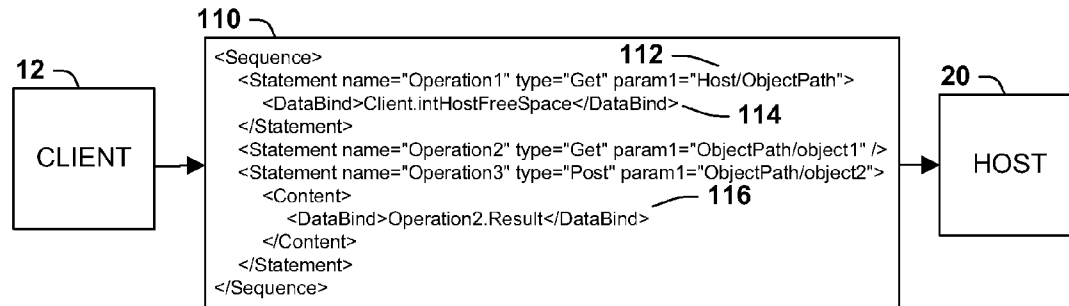 110
12
CLIENT
<Sequence>
<Statement name="Operation1" type="Get" param1="Host/ObjectPath">
112
<DataBind>Client.intHostFreeSpace</DataBind>
114
</Statement>
<Statement name="Operation2" type="Get" param1="ObjectPath/object1" />
<Statement name="Operation3" type="Post" param1="ObjectPath/object2">
<Content>
116
<DataBind>Operation2.Result</DataBind>
</Content>
</Statement>
</Sequence>
20
HOST